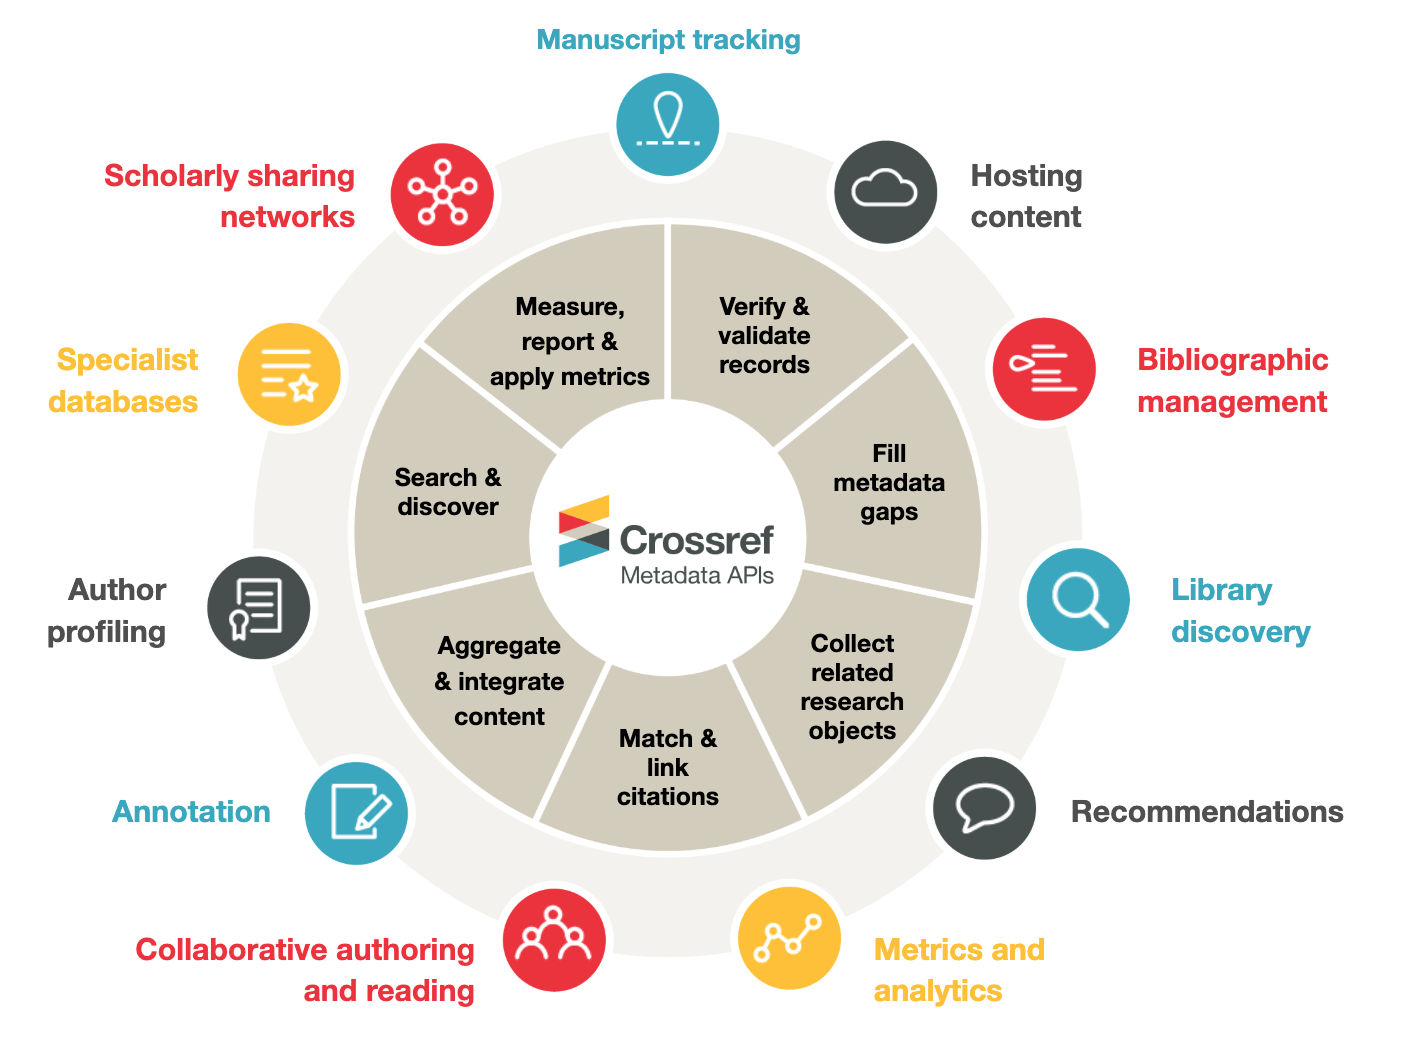 Manuscript tracking
Hosting
content
Bibliographic
management
Library
discovery
Recommendations
Metrics and
analytics
Collaborative authoring
and reading
Annotation
Author
profiling
Specialist
databases
Scholarly sharing
networks
Verify &
validate
records
Fill
metadata
gaps
Collect
related
research
objects
Match &
link
citations
Aggregate
& integrate
content
Search &
discover
Measure,
report &
apply metrics
Crossref
Metadata APIs